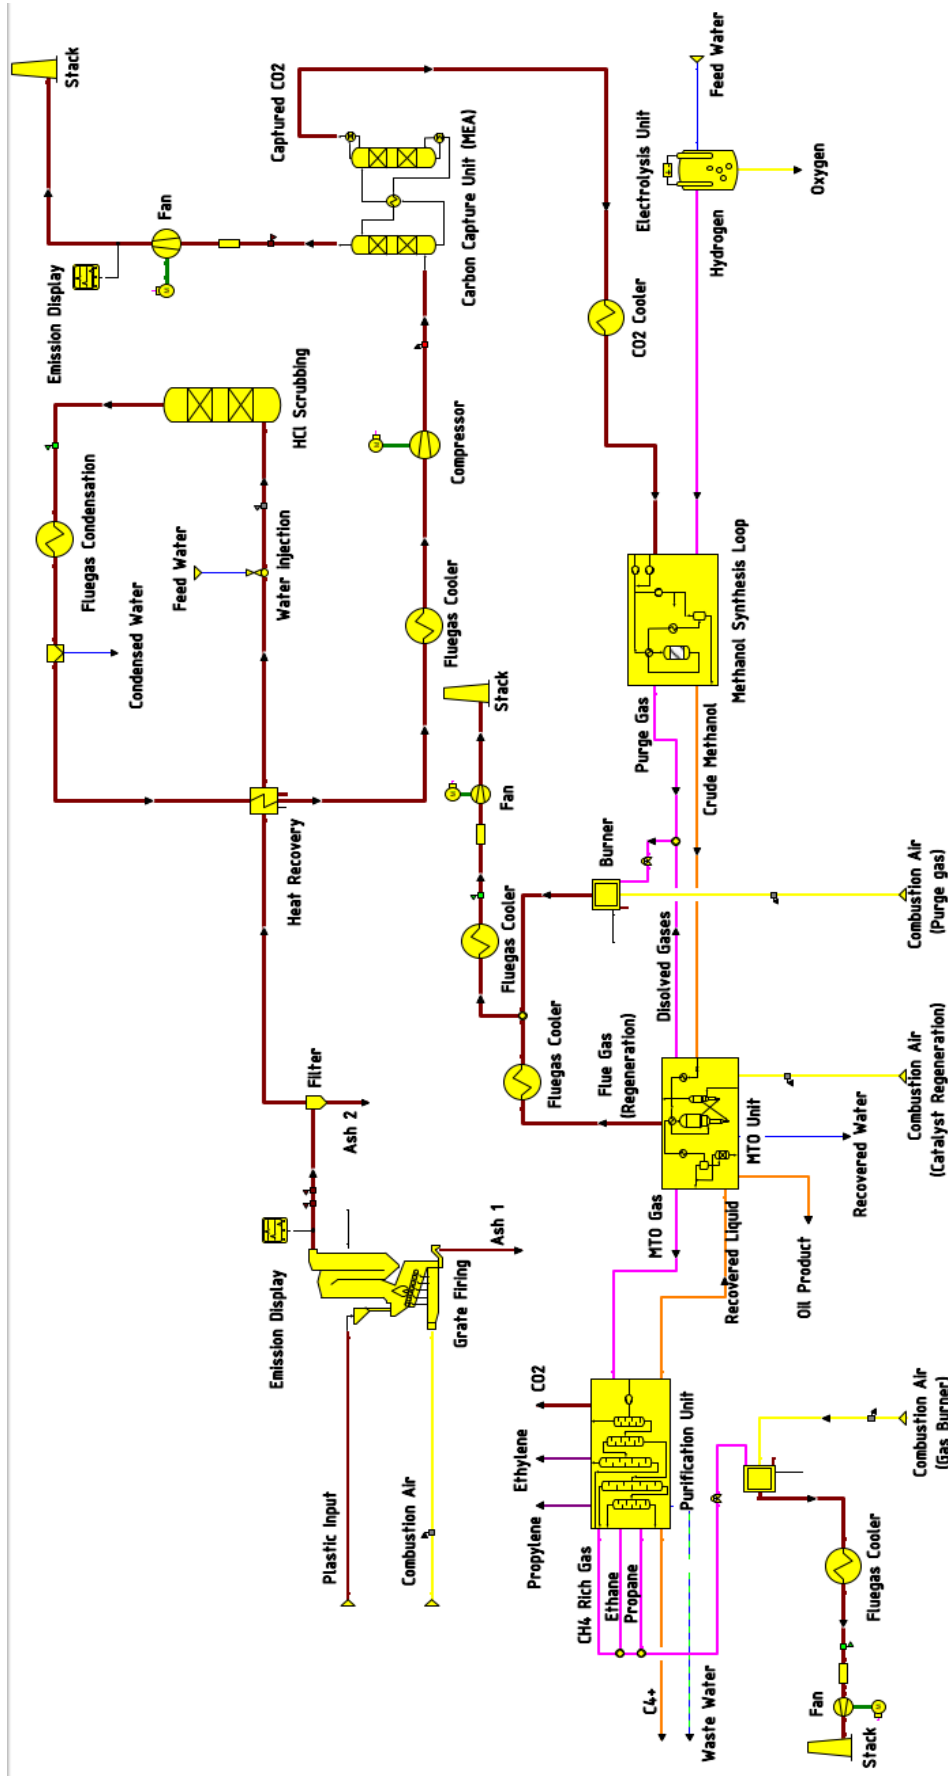 Plastic Input
Combustion Air
Emission Display
Grate Firing
Ash 1
Ash 2
Filter
Heat Recovery
Condensed Water
Fluegas Condensation
Feed Water
Water Injection
HCl Scrubbing
Fluegas Cooler
Compressor
Emission Display
Fan
Stack
Captured CO2
Carbon Capture Unit (MEA)
CO2 Cooler
Electrolysis Unit
Feed Water
Hydrogen
Oxygen
Methanol Synthesis Loop
Purge Gas
Crude Methanol
Stack
Fan
Fluegas Cooler
Burner
Combustion Air
(Purge gas)
Disolved Gases
Fluegas Cooler
Flue Gas
(Regeneration)
MTO Unit
Combustion Air
(Catalyst Regeneration)
Recovered Water
MTO Gas
Recovered Liquid
Oil Product
CO2
Ethylene
Propylene
Purification Unit
CH4 Rich Gas
Ethane
Propane
C4+
Waste Water
Combustion Air
(Gas Burner)
Fluegas Cooler
Fan
Stack